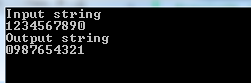 Input string
1234567890
Output string
0987654321